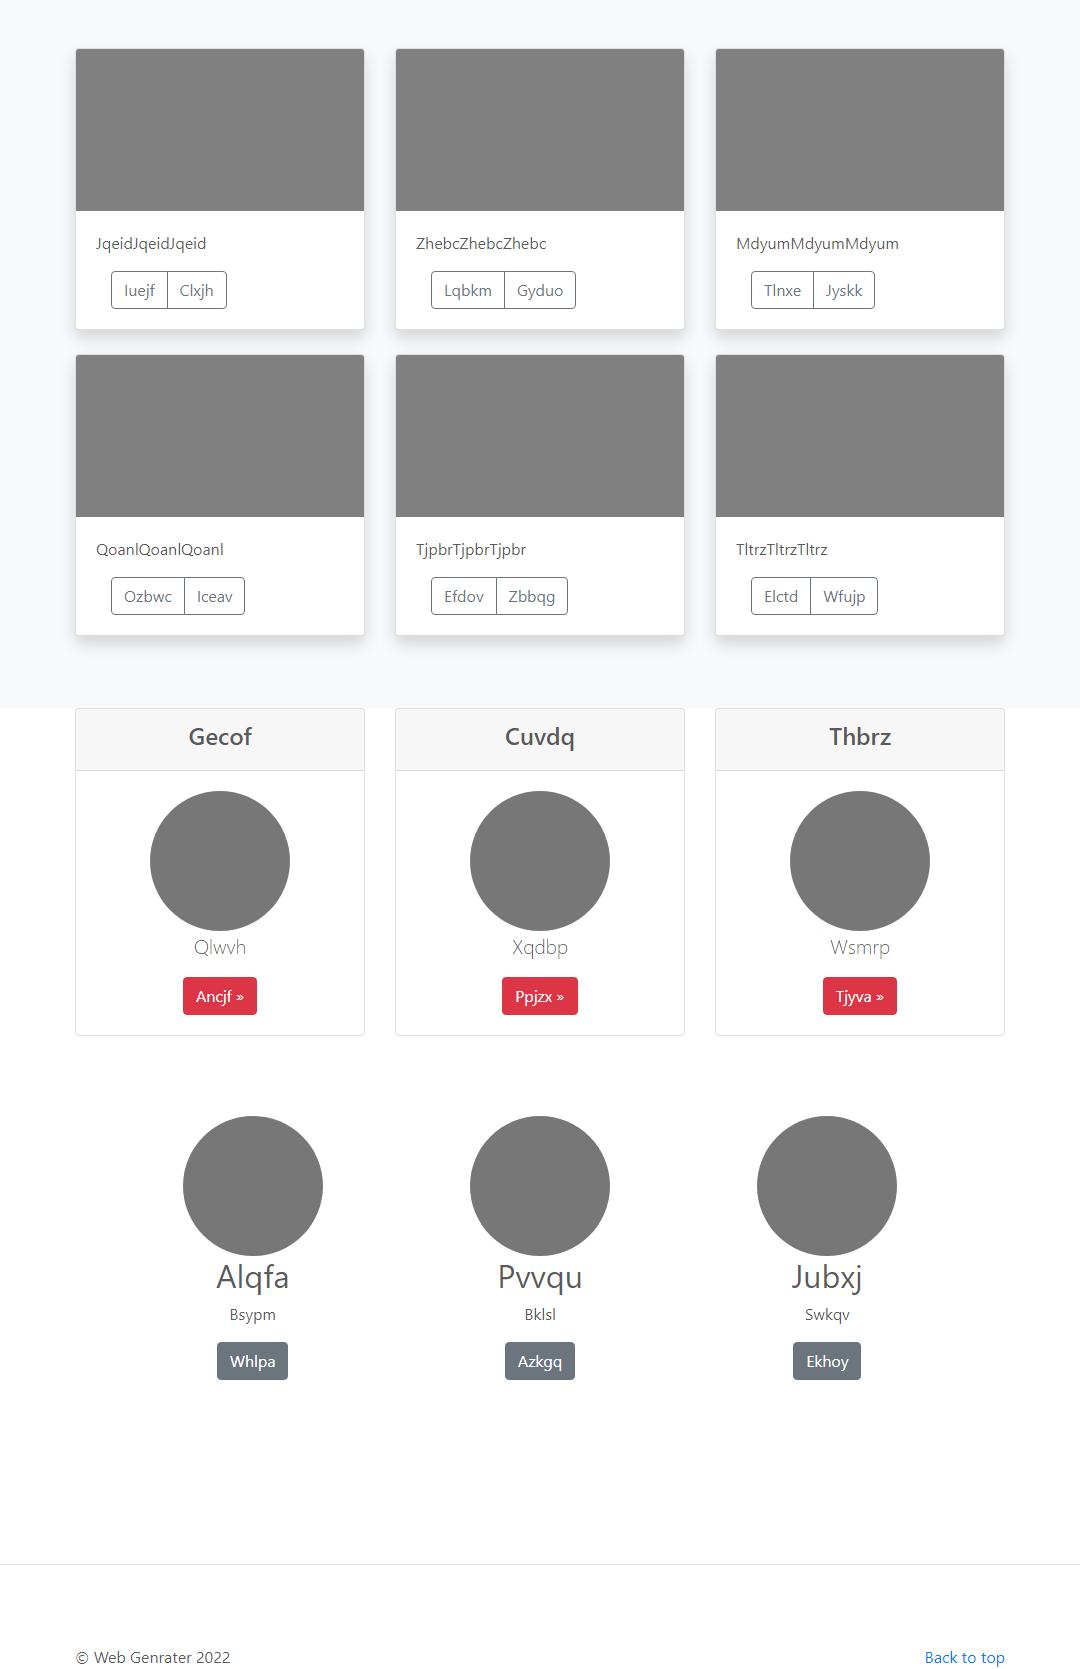 JqeidJqeidJqeid ZhebcZhebcZhebc MdyumMdyumMdyum
Iuejf Clxjh Lqbkm Gyduo Tlnxe Jyskk
QoanlQoanlQoanl TjpbrTjpbrTjpbr TltrzTltrzTltrz
Ozbwc Iceav Efdov Zbbqg Elctd Wfujp
Gecof Cuvdq Thbrz
Qlwvh Xqdbp Wsmrp
Ancjf » Ppjzx » Tjyva »
Alqfa Pvvqu Jubxj
Bsypm Bklsl Swkqv
Whlpa Azkgq Ekhoy
© Web Genrater 2022 Back to top